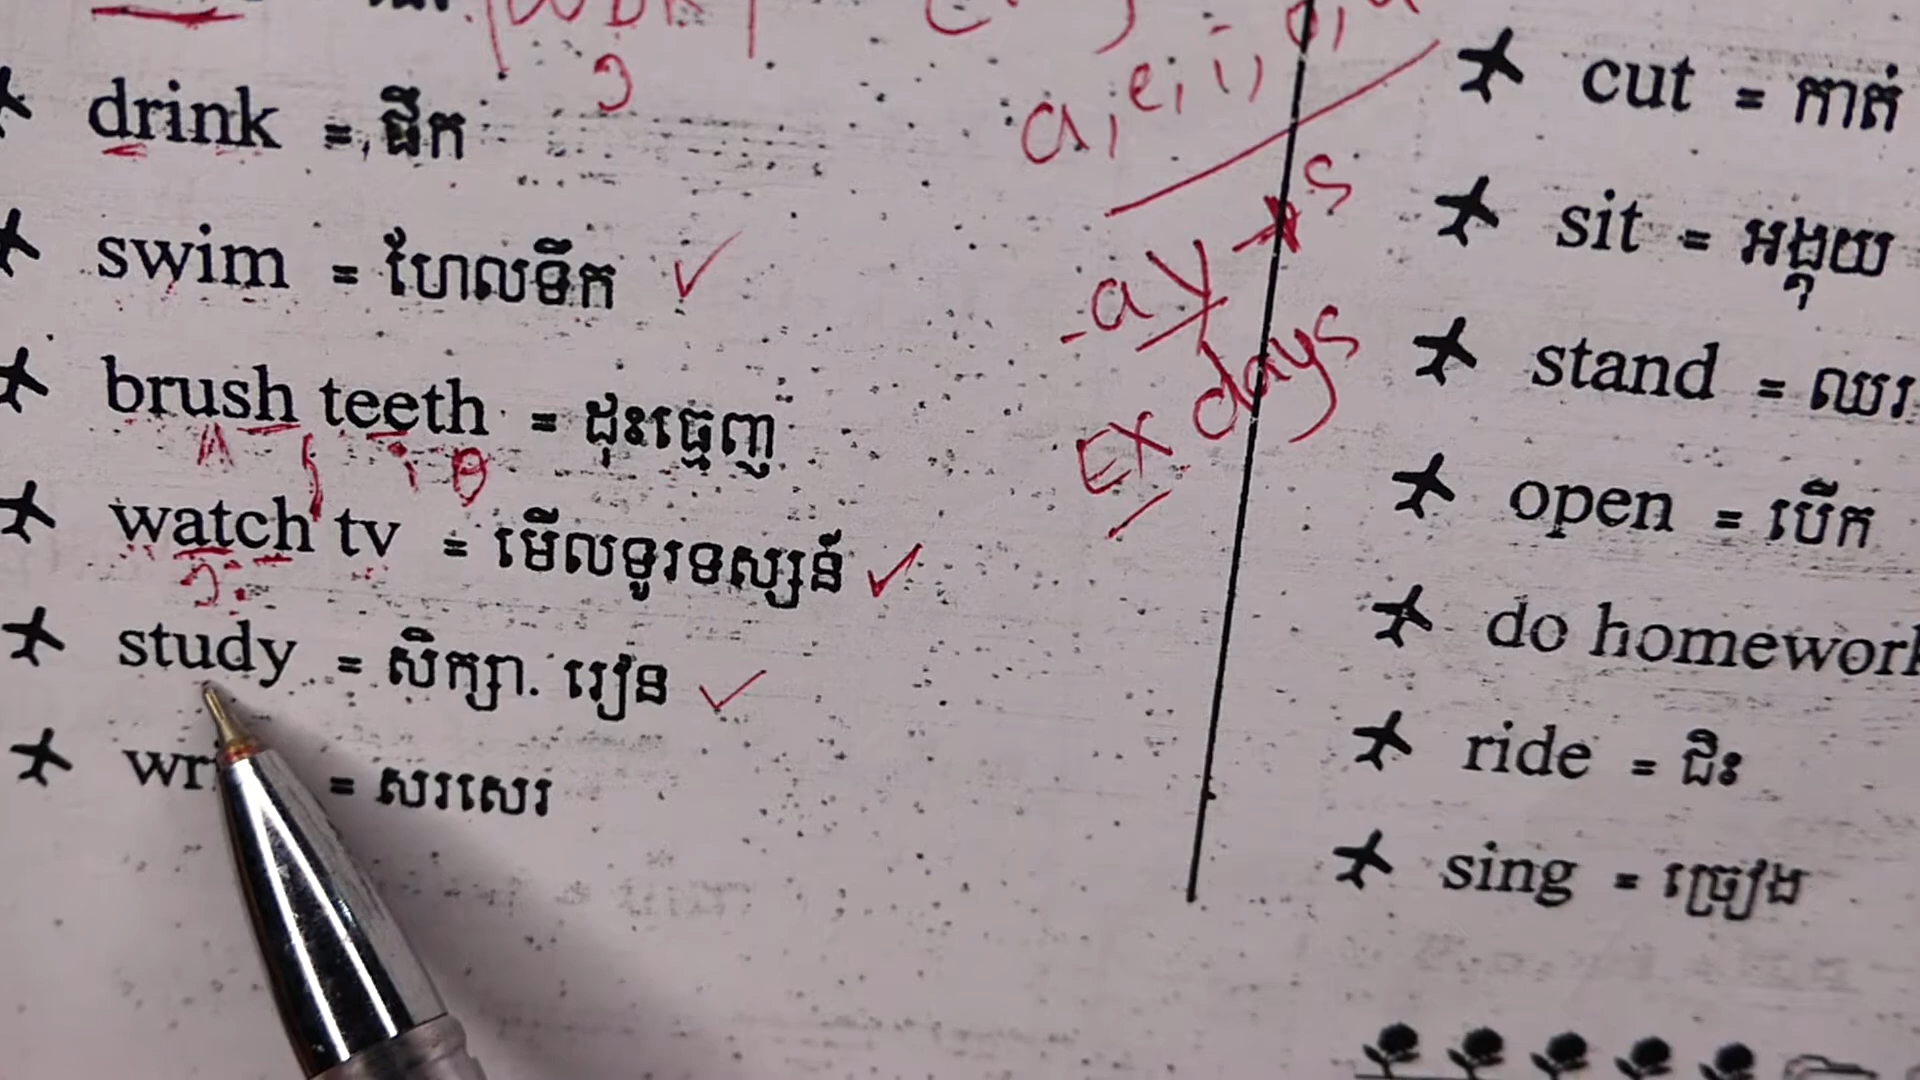 drink = ផឹក
swim = ហែលទឹក
brush teeth = ដុះធ្មេញ
ʌ ʃ i θ
watch tv = មើលទូរទស្សន៍
ɔ:
study = សិក្សា. រៀន
= សរសេរ
ɔ
a, e, i,
ay + s
Ex days
cut = កាត់
sit = អង្គុយ
stand = ឈរ
open = បើក
do homework
ride = ជិះ
sing = ច្រៀង